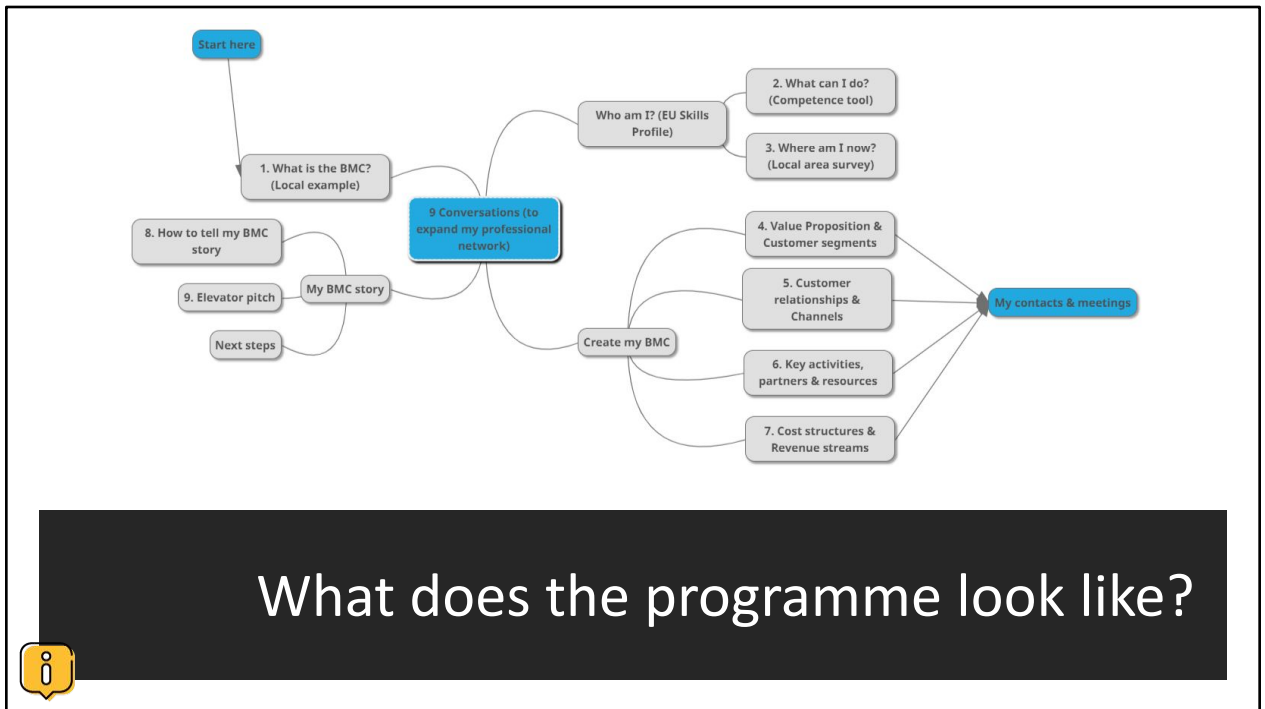 Start here
1. What is the BMC?
(Local example)
9 Conversations (to
expand my professional
network)
Who am I? (EU Skills
Profile)
2. What can I do?
(Competence tool)
3. Where am I now?
(Local area survey)
Create my BMC
4. Value Proposition &
Customer segments
5. Customer
relationships &
Channels
6. Key activities,
partners & resources
7. Cost structures &
Revenue streams
My contacts & meetings
My BMC story
8. How to tell my BMC
story
9. Elevator pitch
Next steps
What does the programme look like?